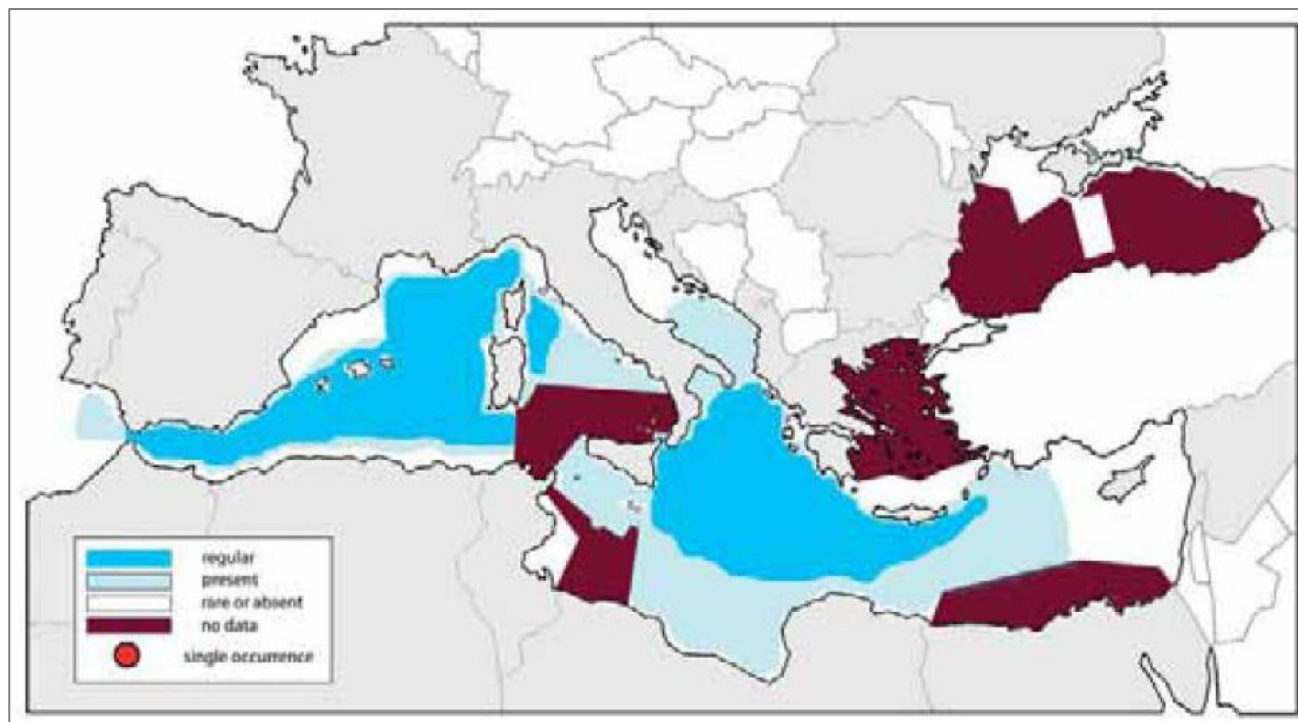 regular
present
rare or absent
no data
single occurrence